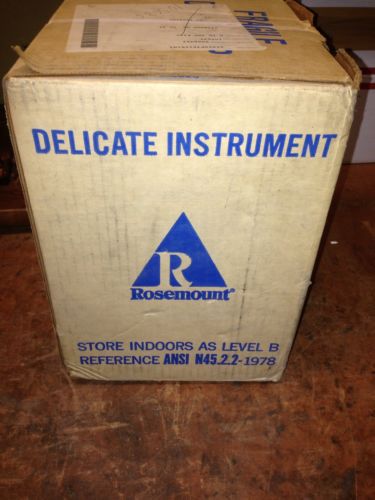 FRAGILE
DELICATE INSTRUMENT
R
Rosemount
STORE INDOORS AS LEVEL B
REFERENCE ANSI N45.2.2-1978